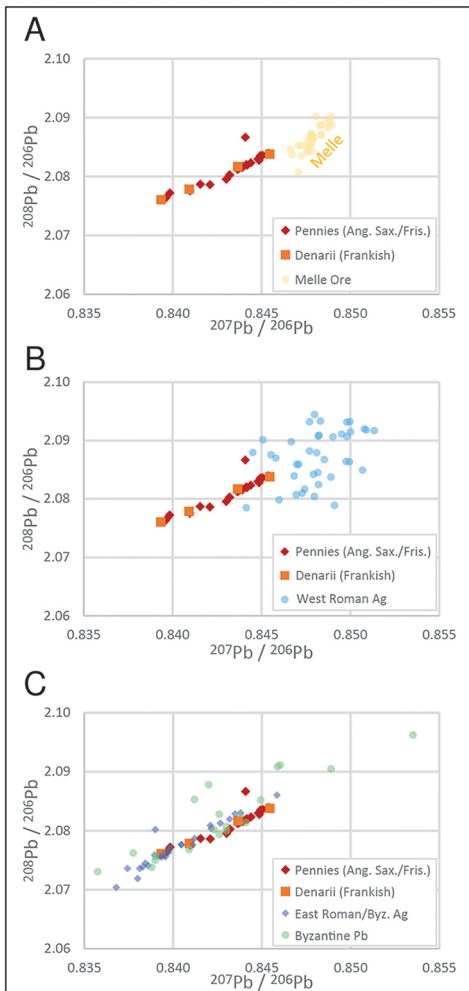 A
2.10
2.09
2.08
2.07
2.06
208Pb / 206Pb
Melle
Pennies (Ang. Sax./Fris.)
Denarii (Frankish)
Melle Ore
0.835 0.840 0.845 0.850 0.855
207Pb / 206Pb
B
2.10
2.09
2.08
2.07
2.06
208Pb / 206Pb
Pennies (Ang. Sax./Fris.)
Denarii (Frankish)
West Roman Ag
0.835 0.840 0.845 0.850 0.855
207Pb / 206Pb
C
2.10
2.09
2.08
2.07
2.06
208Pb / 206Pb
Pennies (Ang. Sax./Fris.)
Denarii (Frankish)
East Roman/Byz. Ag
Byzantine Pb
0.835 0.840 0.845 0.850 0.855
207Pb / 206Pb